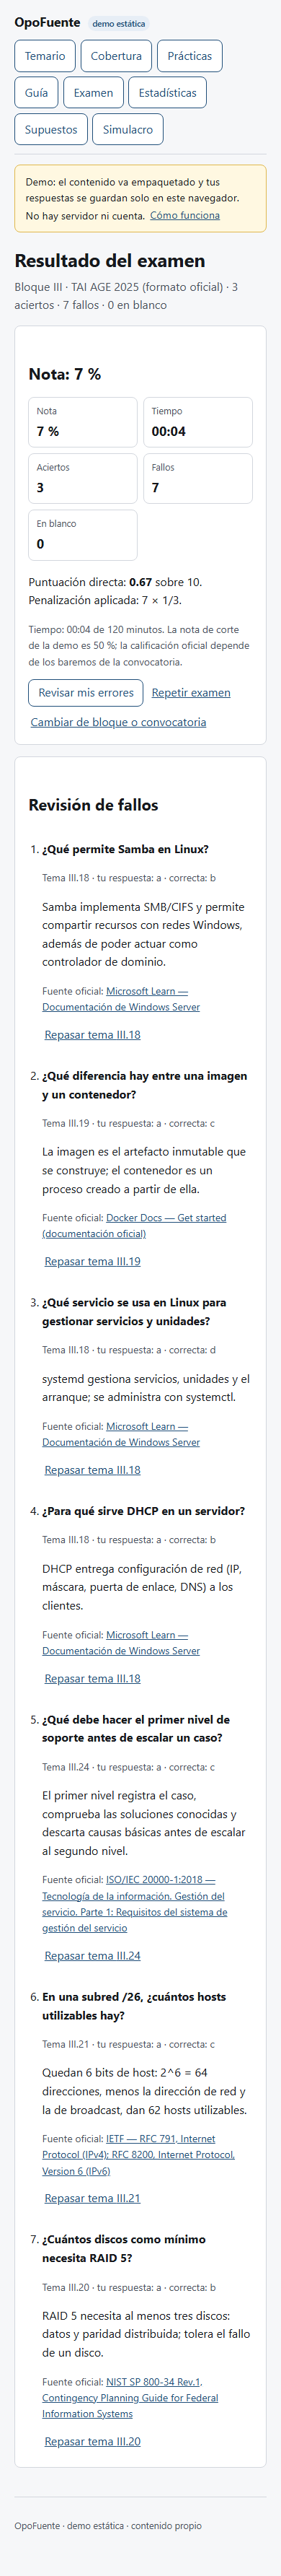 OpoFuente demo estática
Temario Cobertura Prácticas
Guía Examen Estadísticas
Supuestos Simulacro
Demo: el contenido va empaquetado y tus
respuestas se guardan solo en este navegador.
No hay servidor ni cuenta. Cómo funciona
Resultado del examen
Bloque III · TAI AGE 2025 (formato oficial) · 3
aciertos · 7 fallos · 0 en blanco
Nota: 7 %
Nota Tiempo
7 % 00:04
Aciertos Fallos
3 7
En blanco
0
Puntuación directa: 0.67 sobre 10.
Penalización aplicada: 7 × 1/3.
Tiempo: 00:04 de 120 minutos. La nota de corte
de la demo es 50 %; la calificación oficial depende
de los baremos de la convocatoria.
Revisar mis errores Repetir examen
Cambiar de bloque o convocatoria
Revisión de fallos
1. ¿Qué permite Samba en Linux?
Tema III.18 · tu respuesta: a · correcta: b
Samba implementa SMB/CIFS y permite
compartir recursos con redes Windows,
además de poder actuar como
controlador de dominio.
Fuente oficial: Microsoft Learn —
Documentación de Windows Server
Repasar tema III.18
2. ¿Qué diferencia hay entre una imagen
y un contenedor?
Tema III.19 · tu respuesta: a · correcta: c
La imagen es el artefacto inmutable que
se construye; el contenedor es un
proceso creado a partir de ella.
Fuente oficial: Docker Docs — Get started
(documentación oficial)
Repasar tema III.19
3. ¿Qué servicio se usa en Linux para
gestionar servicios y unidades?
Tema III.18 · tu respuesta: a · correcta: d
systemd gestiona servicios, unidades y el
arranque; se administra con systemctl.
Fuente oficial: Microsoft Learn —
Documentación de Windows Server
Repasar tema III.18
4. ¿Para qué sirve DHCP en un servidor?
Tema III.18 · tu respuesta: a · correcta: b
DHCP entrega configuración de red (IP,
máscara, puerta de enlace, DNS) a los
clientes.
Fuente oficial: Microsoft Learn —
Documentación de Windows Server
Repasar tema III.18
5. ¿Qué debe hacer el primer nivel de
soporte antes de escalar un caso?
Tema III.24 · tu respuesta: a · correcta: c
El primer nivel registra el caso,
comprueba las soluciones conocidas y
descarta causas básicas antes de escalar
al segundo nivel.
Fuente oficial: ISO/IEC 20000-1:2018 —
Tecnología de la información. Gestión del
servicio. Parte 1: Requisitos del sistema de
gestión del servicio
Repasar tema III.24
6. En una subred /26, ¿cuántos hosts
utilizables hay?
Tema III.21 · tu respuesta: a · correcta: c
Quedan 6 bits de host: 2^6 = 64
direcciones, menos la dirección de red y
la de broadcast, dan 62 hosts utilizables.
Fuente oficial: IETF — RFC 791, Internet
Protocol (IPv4); RFC 8200, Internet Protocol,
Version 6 (IPv6)
Repasar tema III.21
7. ¿Cuántos discos como mínimo
necesita RAID 5?
Tema III.20 · tu respuesta: a · correcta: b
RAID 5 necesita al menos tres discos:
datos y paridad distribuida; tolera el fallo
de un disco.
Fuente oficial: NIST SP 800-34 Rev.1,
Contingency Planning Guide for Federal
Information Systems
Repasar tema III.20
OpoFuente · demo estática · contenido propio